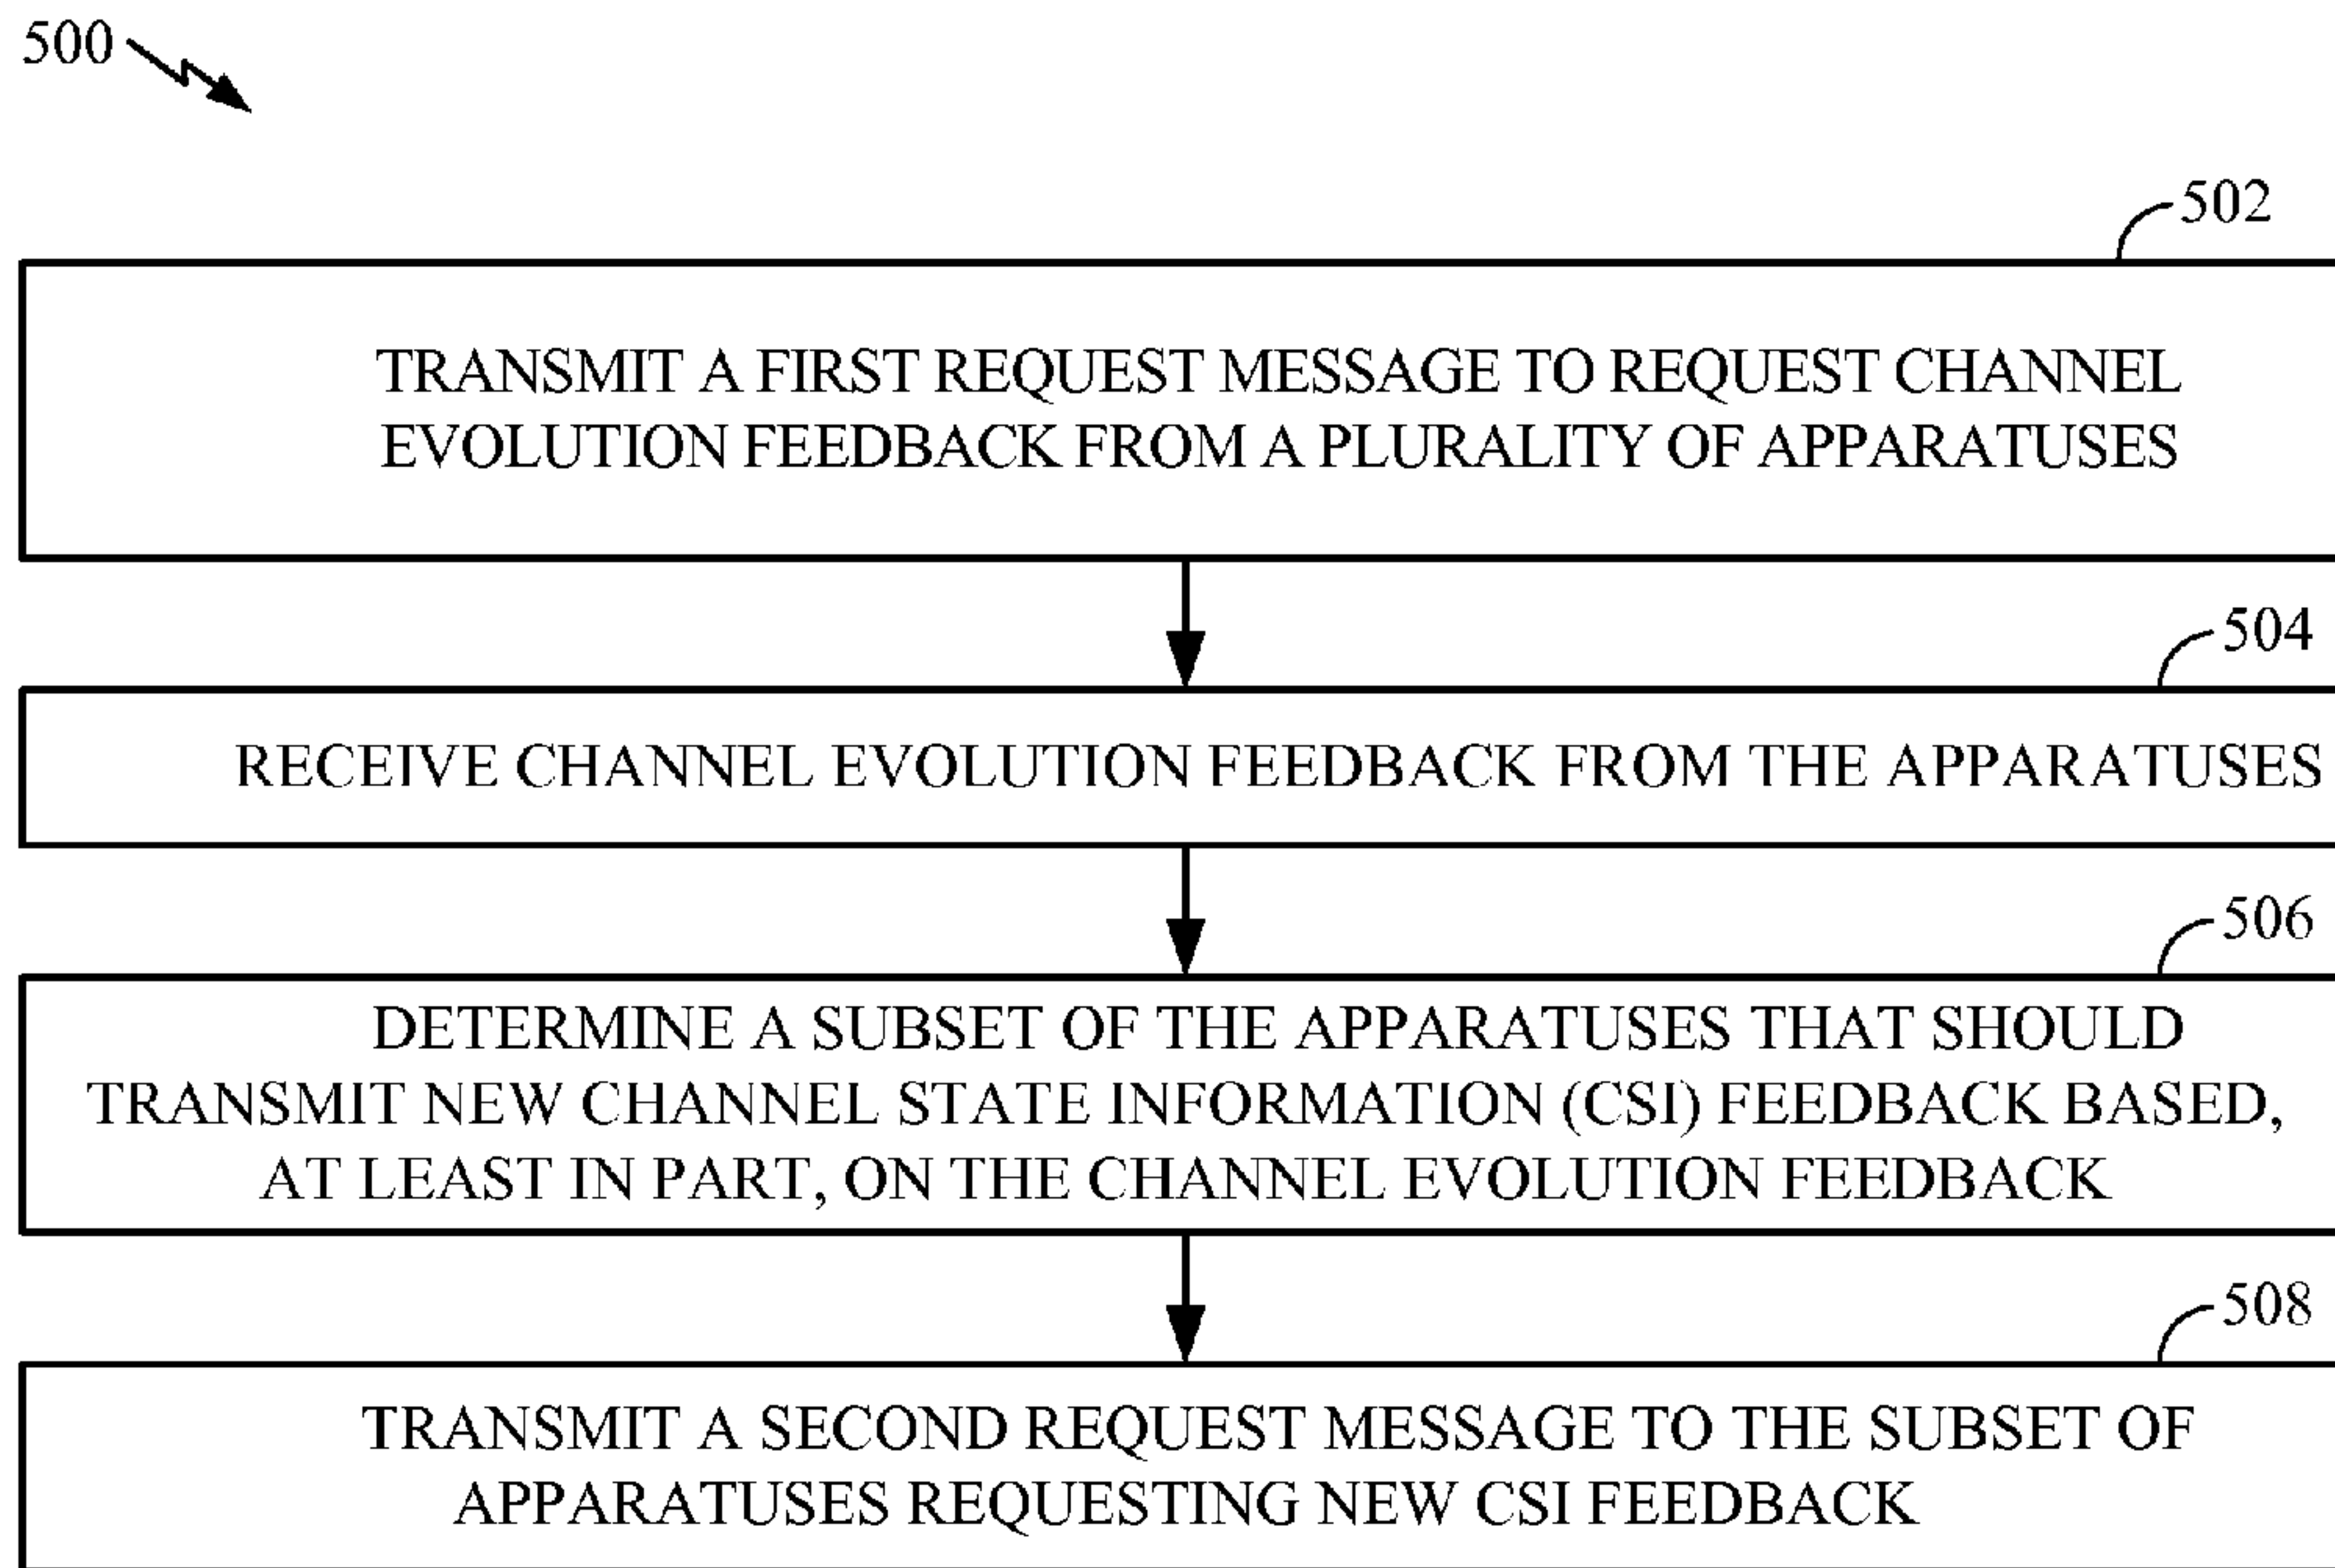 500
502
TRANSMIT A FIRST REQUEST MESSAGE TO REQUEST CHANNEL
EVOLUTION FEEDBACK FROM A PLURALITY OF APPARATUSES
504
RECEIVE CHANNEL EVOLUTION FEEDBACK FROM THE APPARATUSES
506
DETERMINE A SUBSET OF THE APPARATUSES THAT SHOULD
TRANSMIT NEW CHANNEL STATE INFORMATION (CSI) FEEDBACK BASED,
AT LEAST IN PART, ON THE CHANNEL EVOLUTION FEEDBACK
508
TRANSMIT A SECOND REQUEST MESSAGE TO THE SUBSET OF
APPARATUSES REQUESTING NEW CSI FEEDBACK